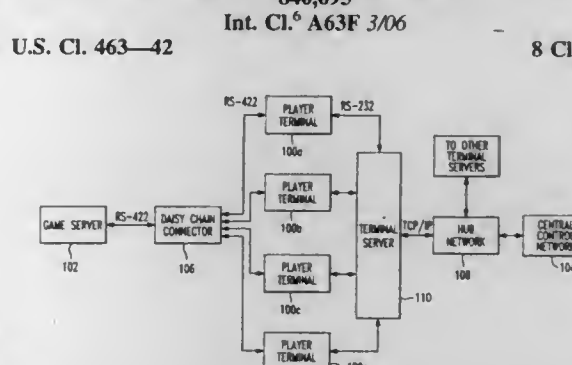 Int. Cl.⁶ A63F 3/06
U.S. Cl. 463—42
8 Cl
RS-422
PLAYER
TERMINAL
100a
RS-232
TO OTHER
TERMINAL
SERVERS
GAME SERVER
102
RS-422
DAISY CHAIN
CONNECTOR
106
PLAYER
TERMINAL
100b
TERMINAL
SERVER
110
TCP/IP
HUB
NETWORK
108
CENTRAL
CONTROL
NETWORK
PLAYER
TERMINAL
100c
PLAYER
TERMINAL